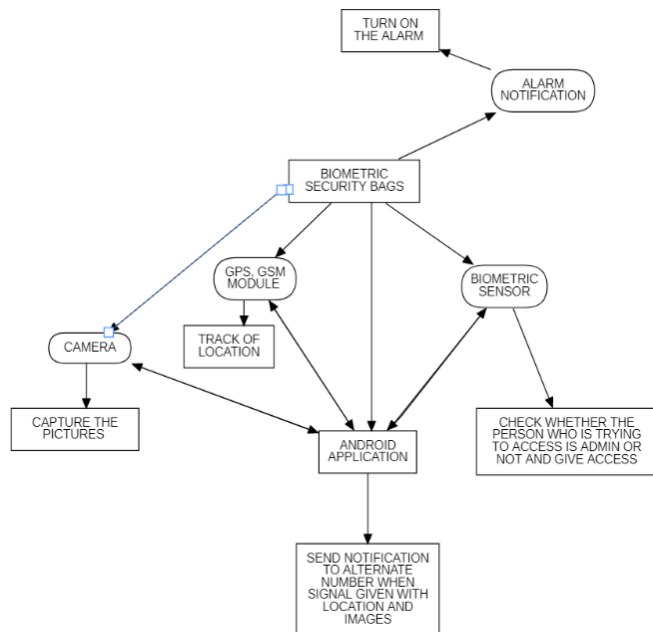 TURN ON
THE ALARM
ALARM
NOTIFICATION
BIOMETRIC
SECURITY BAGS
GPS, GSM
MODULE
BIOMETRIC
SENSOR
CAMERA
TRACK OF
LOCATION
CAPTURE THE
PICTURES
ANDROID
APPLICATION
CHECK WHETHER THE
PERSON WHO IS TRYING
TO ACCESS IS ADMIN OR
NOT AND GIVE ACCESS
SEND NOTIFICATION
TO ALTERNATE
NUMBER WHEN
SIGNAL GIVEN WITH
LOCATION AND
IMAGES